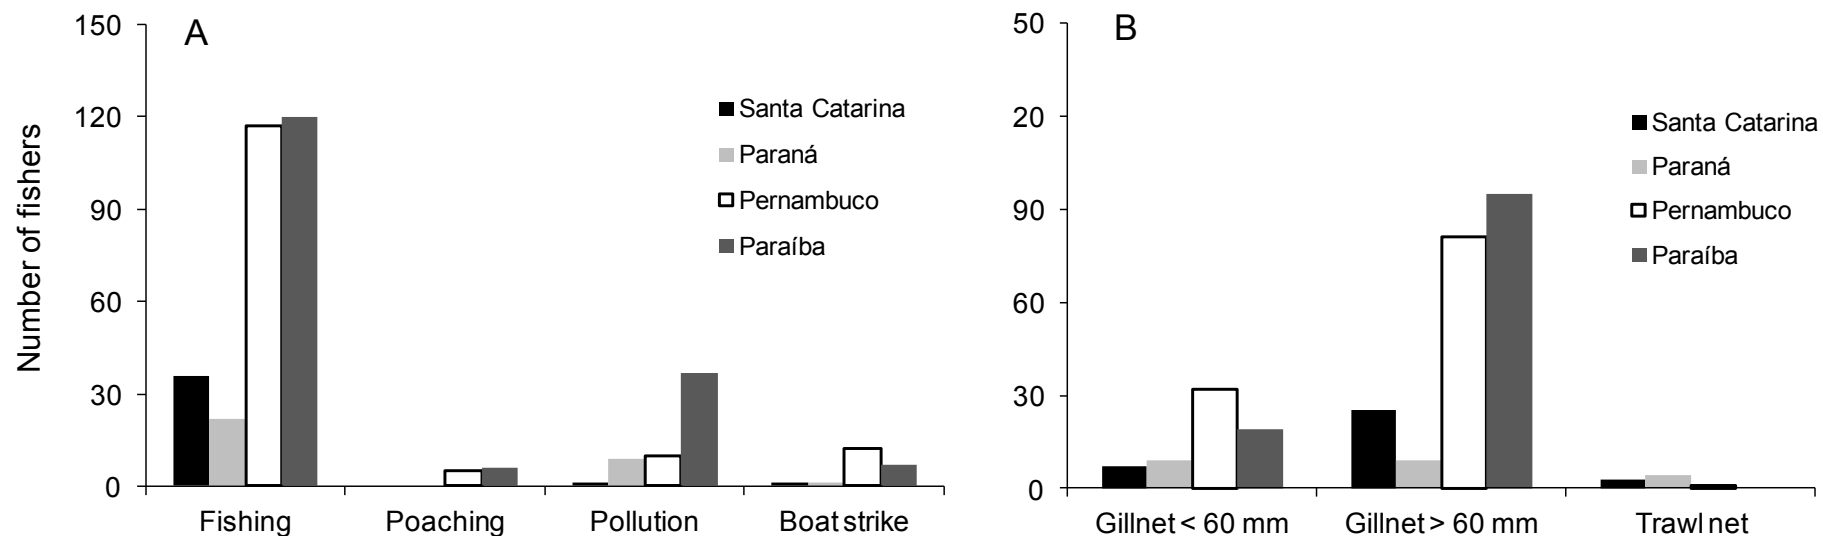 A
Number of fishers
150
120
90
60
30
0
Santa Catarina
Paraná
Pernambuco
Paraíba
Fishing
Poaching
Pollution
Boat strike
B
50
20
90
60
30
0
Santa Catarina
Paraná
Pernambuco
Paraíba
Gillnet < 60 mm
Gillnet > 60 mm
Trawl net